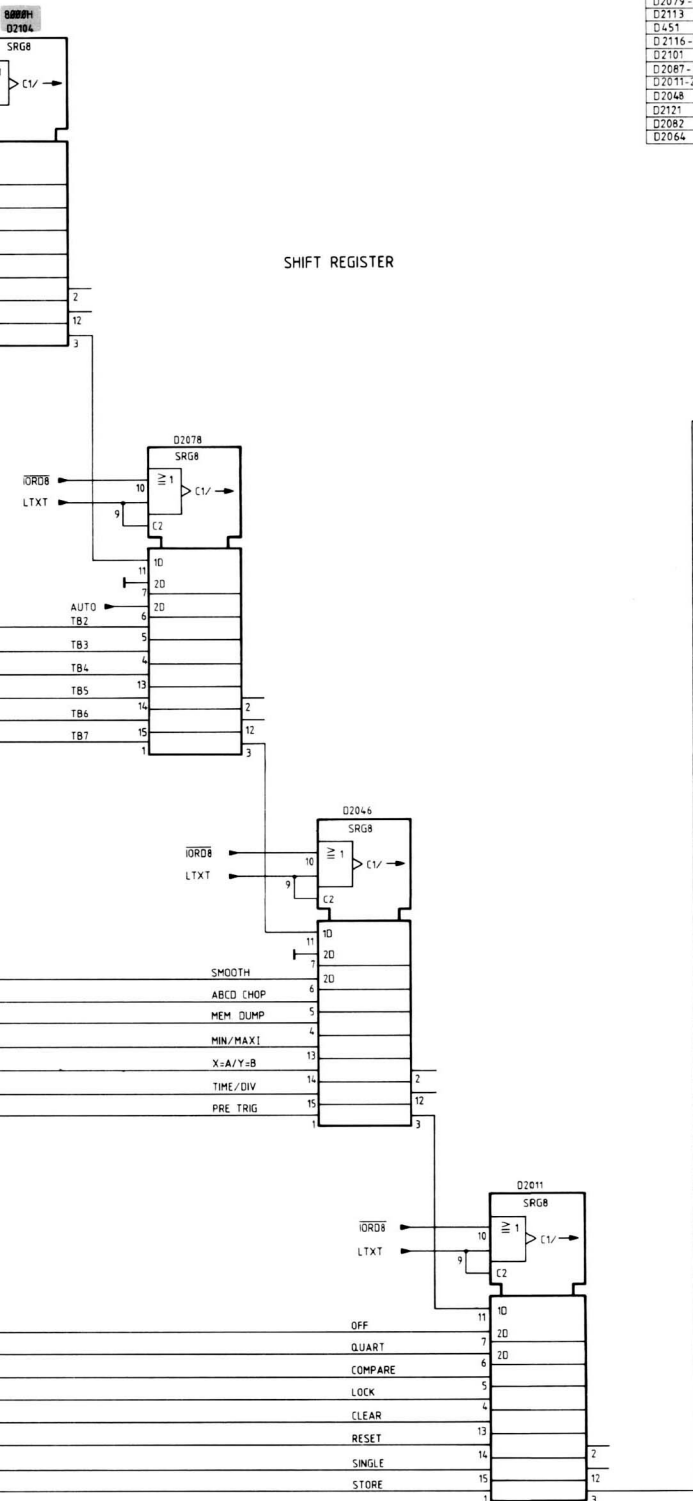 8000H
D2104
SRG8
C1/
2
12
3
D2113
D451
D2116-
D2101
D2087-
D2011-2
D2048
D2121
D2082
D2064
SHIFT REGISTER
D2078
SRG8
IORD8
10
≥1
C1/
LTXT
9
C2
11
1D
7
2D
AUTO
6
2D
TB2
5
TB3
4
TB4
13
TB5
14
2
TB6
15
12
TB7
1
3
D2046
SRG8
IORD8
10
≥1
C1/
LTXT
9
C2
11
1D
7
2D
SMOOTH
6
2D
ABCD CHOP
5
MEM DUMP
4
MIN/MAXI
13
X=A/Y=B
14
2
TIME/DIV
15
12
PRE TRIG
1
3
D2011
SRG8
IORD8
10
≥1
C1/
LTXT
9
C2
11
1D
OFF
7
2D
QUART
6
2D
COMPARE
5
LOCK
4
CLEAR
13
RESET
14
2
SINGLE
15
12
STORE
1
3